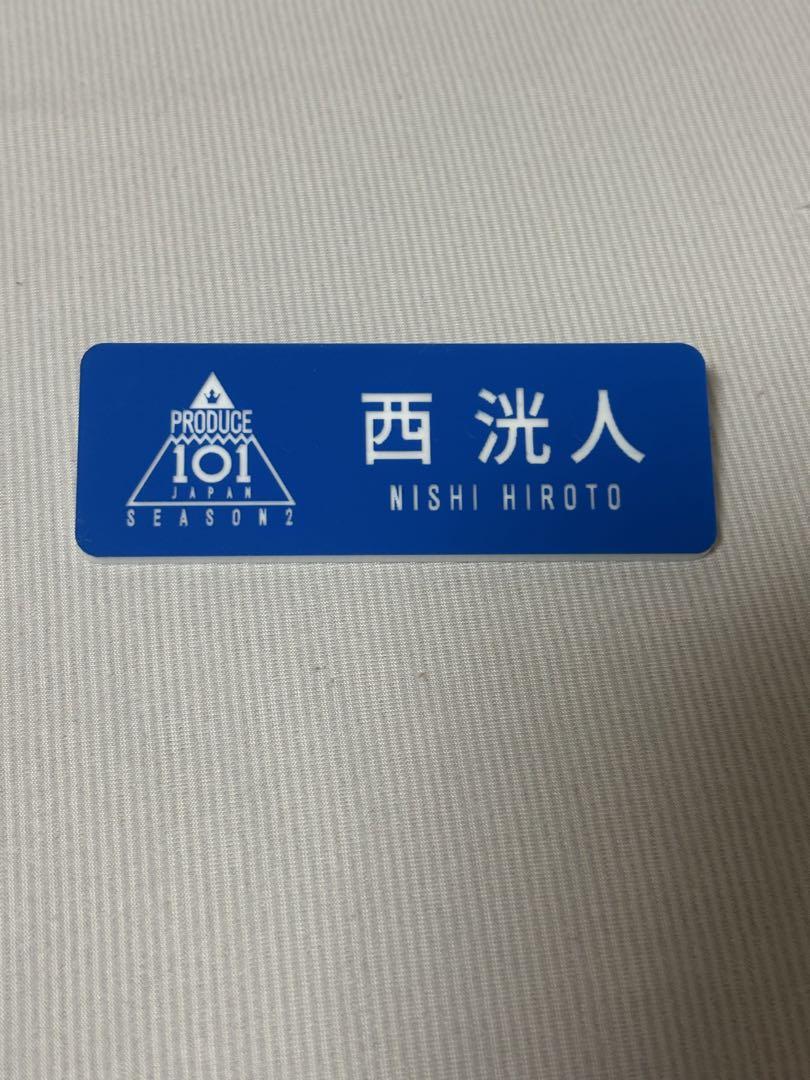 PRODUCE
101
JAPAN
SEASON2
西 洸人
NISHI HIROTO